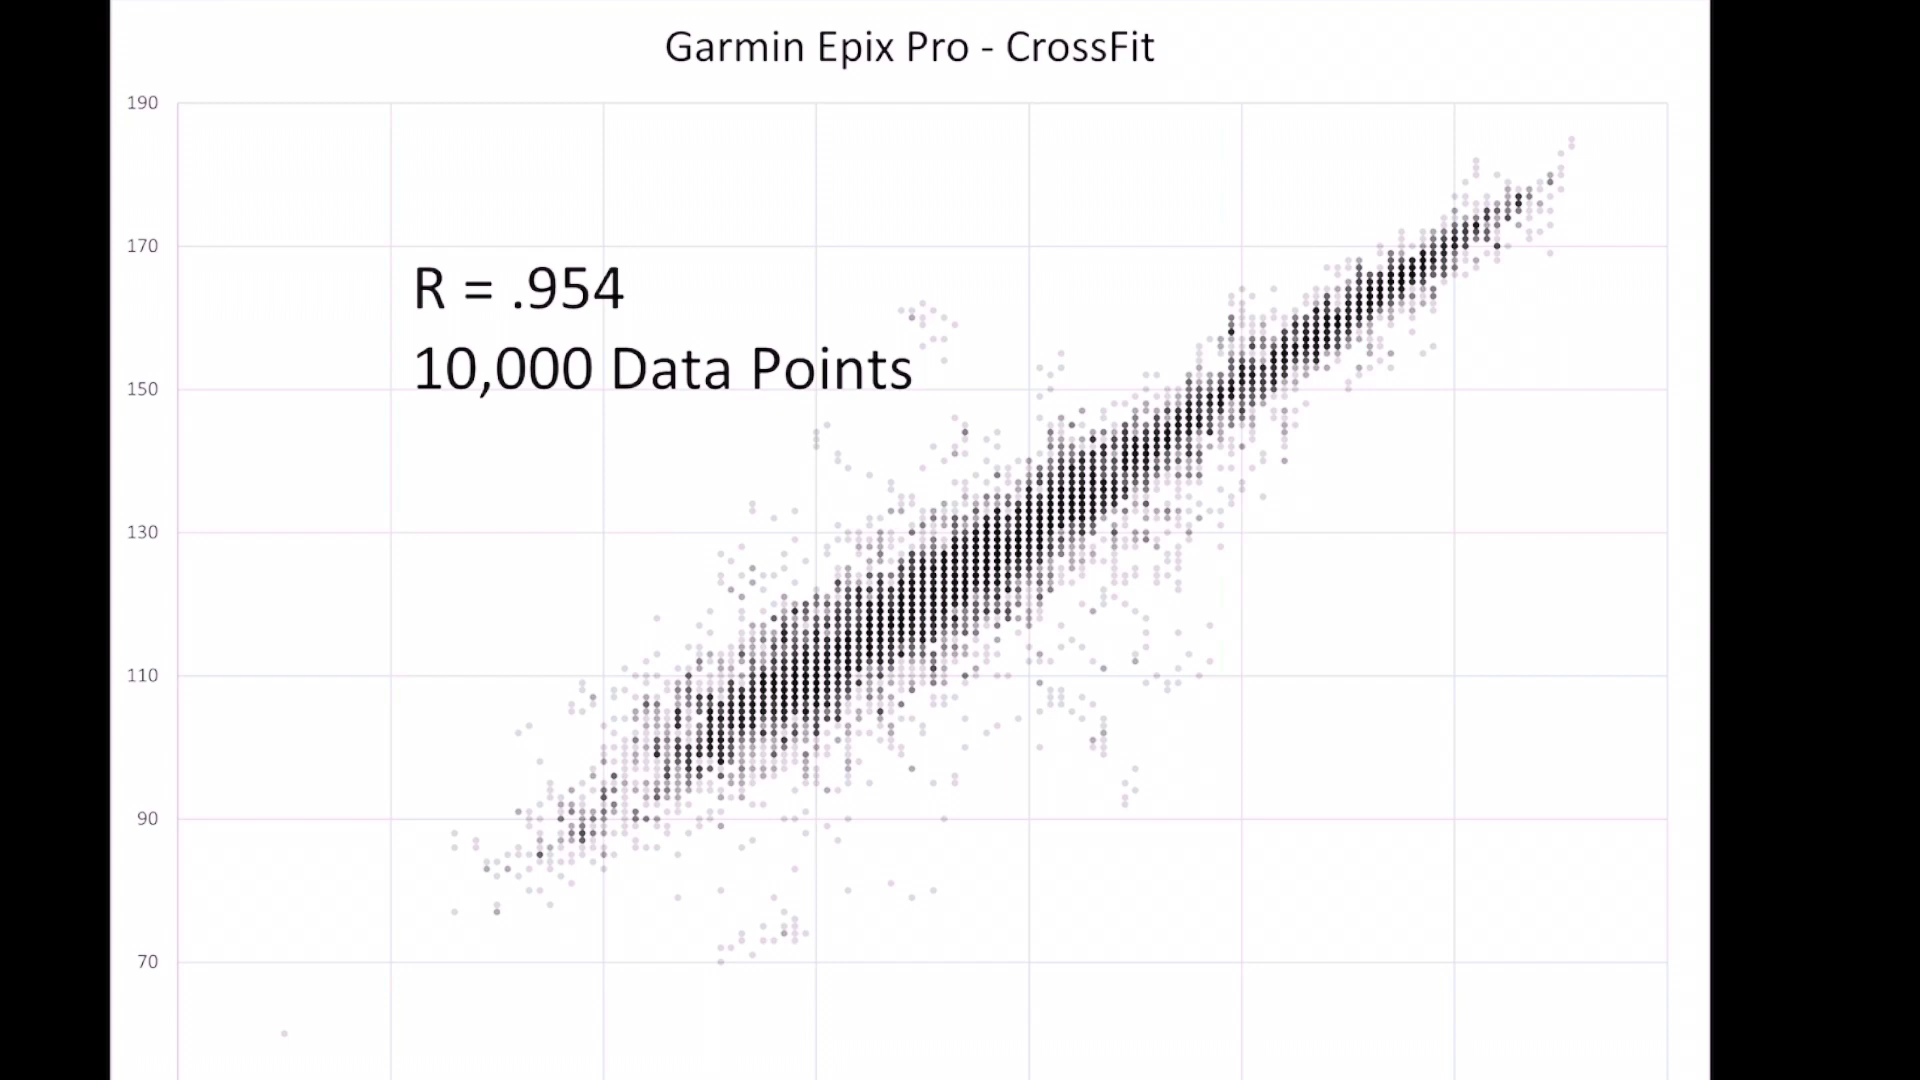 Garmin Epix Pro - CrossFit
190
170
R = .954
10,000 Data Points
150
130
110
90
70